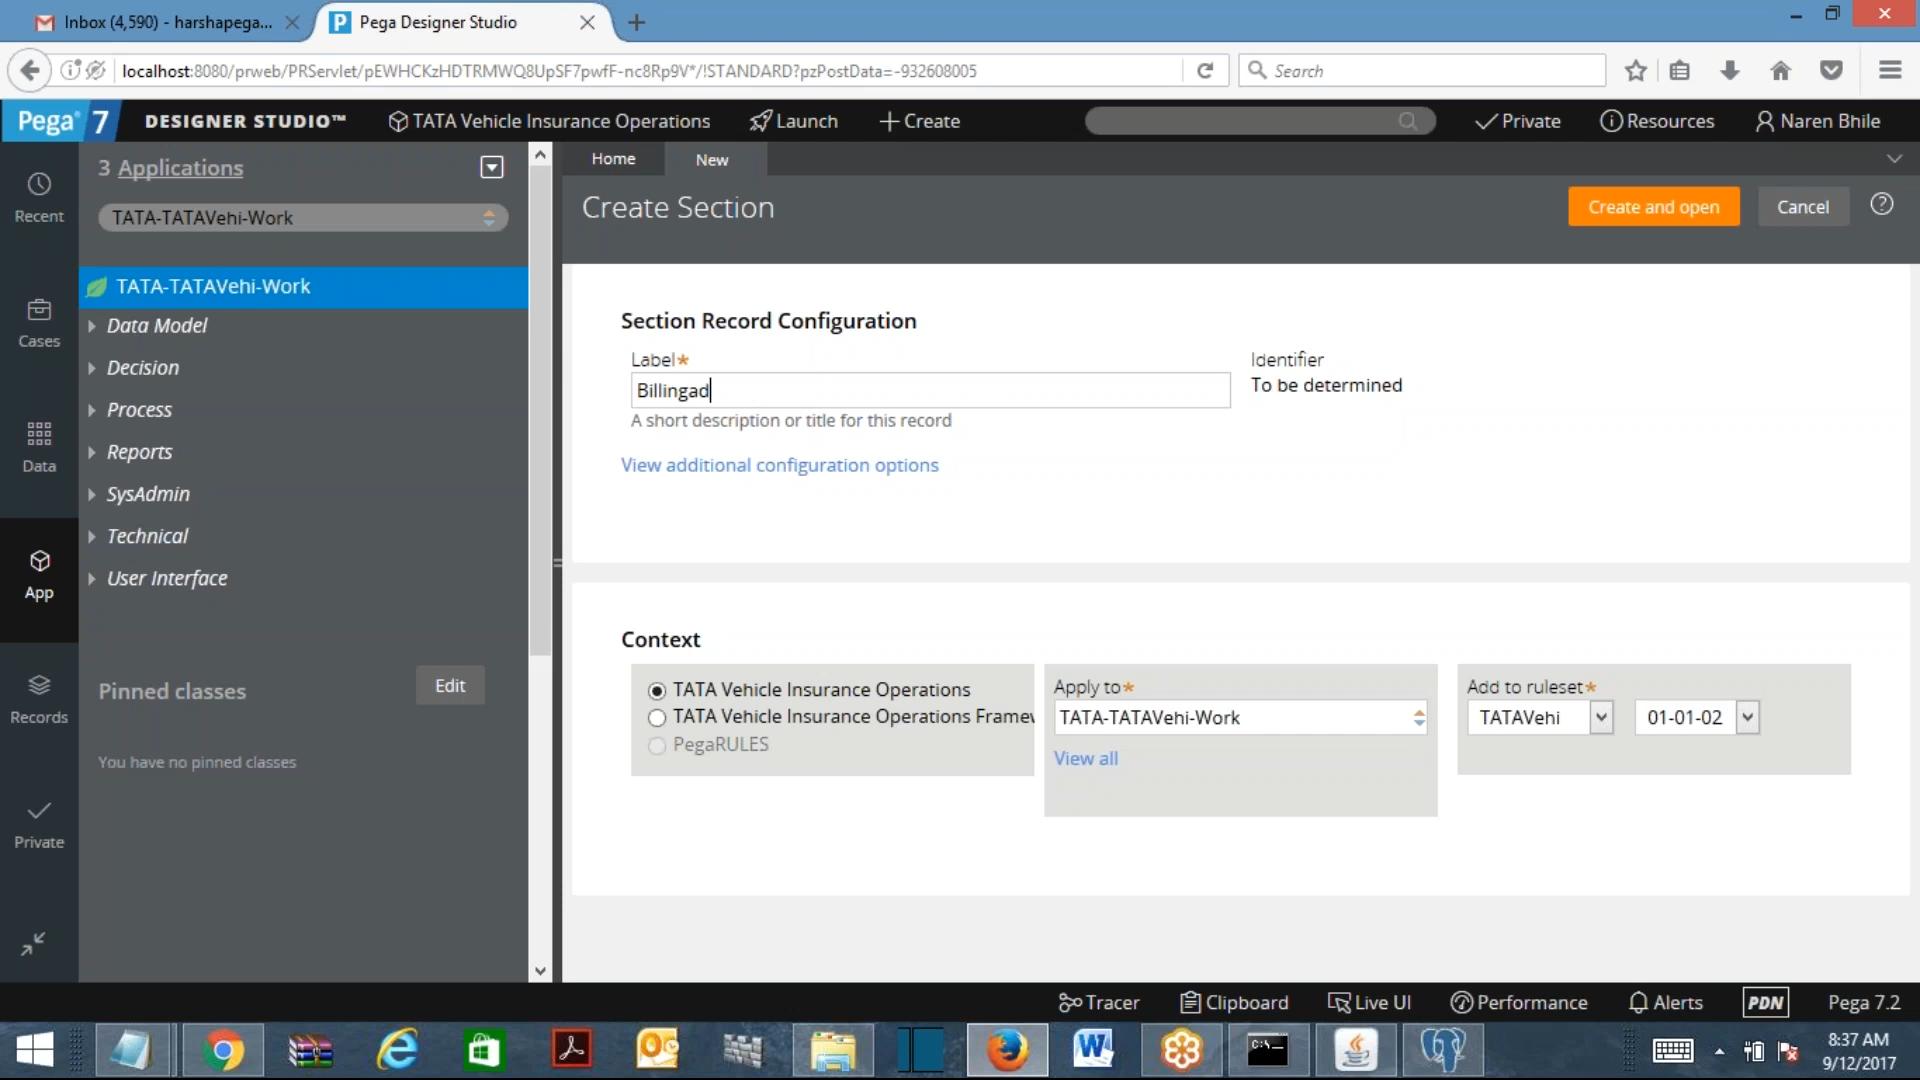 Inbox (4,590) - harshapega...
Pega Designer Studio
localhost:8080/prweb/PRServlet/pEWHCKzHDTRMWQ8UpSF7pwfF-nc8Rp9V*/!STANDARD?pzPostData=-932608005
Search
Pega 7
DESIGNER STUDIO™
TATA Vehicle Insurance Operations
Launch
Create
Private
Resources
Naren Bhile
Recent
Cases
Data
App
Records
Private
3 Applications
TATA-TATAVehi-Work
TATA-TATAVehi-Work
Data Model
Decision
Process
Reports
SysAdmin
Technical
User Interface
Pinned classes
Edit
You have no pinned classes
Home
New
Create Section
Create and open
Cancel
Section Record Configuration
Label*
Billingad
A short description or title for this record
Identifier
To be determined
View additional configuration options
Context
TATA Vehicle Insurance Operations
TATA Vehicle Insurance Operations Framew
PegaRULES
Apply to*
TATA-TATAVehi-Work
View all
Add to ruleset*
TATAVehi
01-01-02
Tracer
Clipboard
Live UI
Performance
Alerts
PDN
Pega 7.2
8:37 AM
9/12/2017